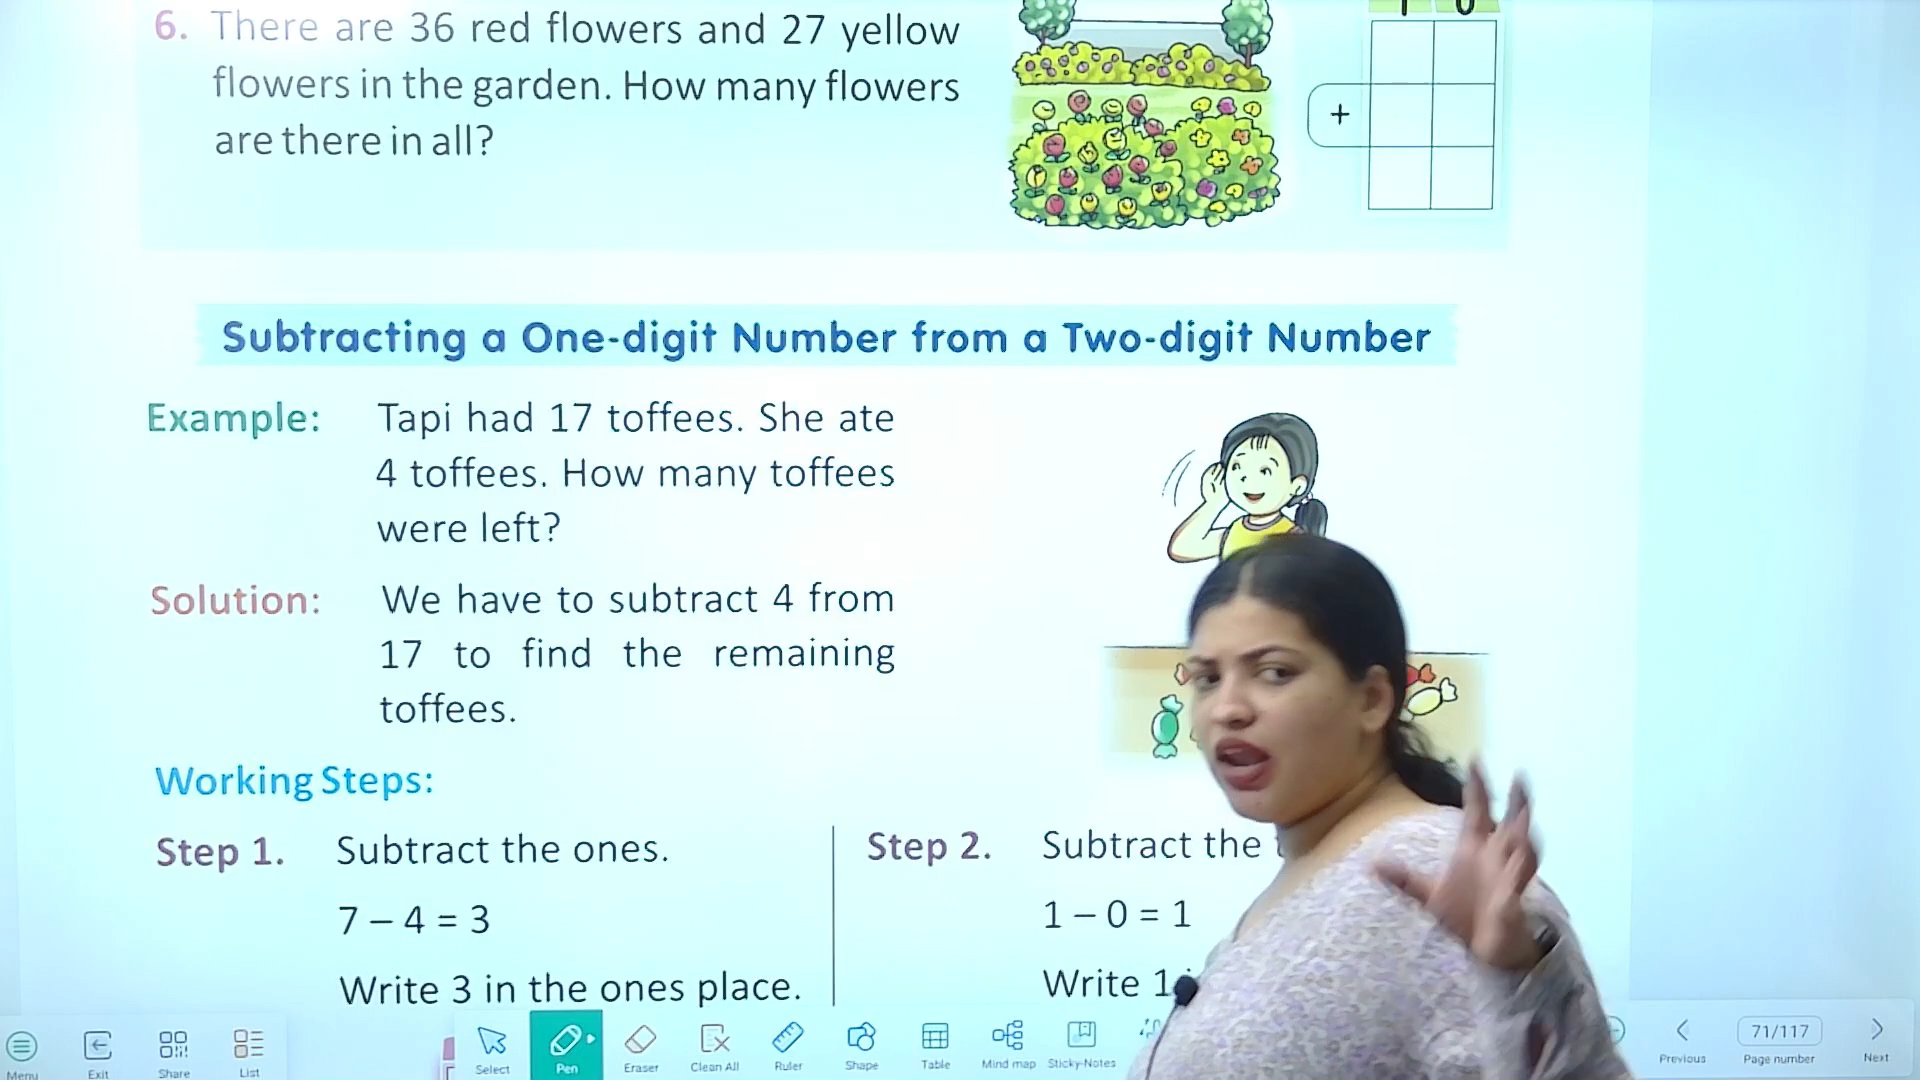 6. There are 36 red flowers and 27 yellow
flowers in the garden. How many flowers
are there in all?
+
Subtracting a One-digit Number from a Two-digit Number
Example: Tapi had 17 toffees. She ate
4 toffees. How many toffees
were left?
Solution: We have to subtract 4 from
17 to find the remaining
toffees.
Working Steps:
Step 1. Subtract the ones.
7 – 4 = 3
Write 3 in the ones place.
Step 2. Subtract the
1 – 0 = 1
Write 1
Menu Exit Share List Select Pen Eraser Clean All Ruler Shape Table Mind map Sticky-Notes Previous 71/117 Page number Next